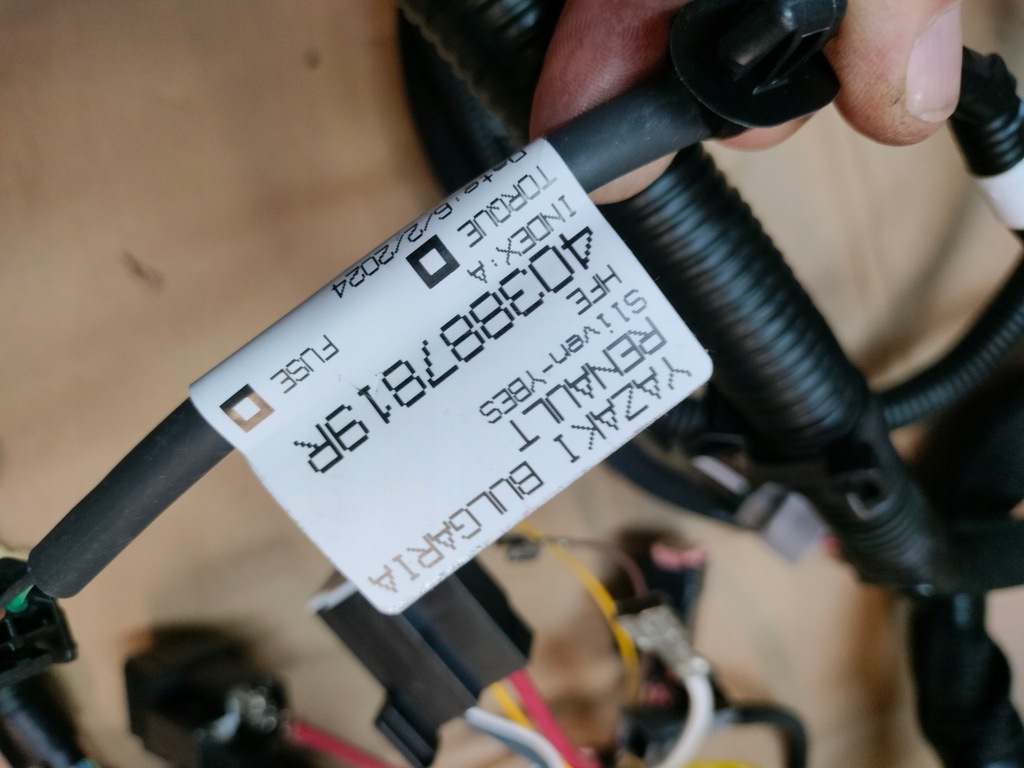 YAZAKI BULGARIA
RENAULT
Sliven-YBES
HFE
403887819R
INDEX:A
TORQUE
FUSE
Date:6/2/2024